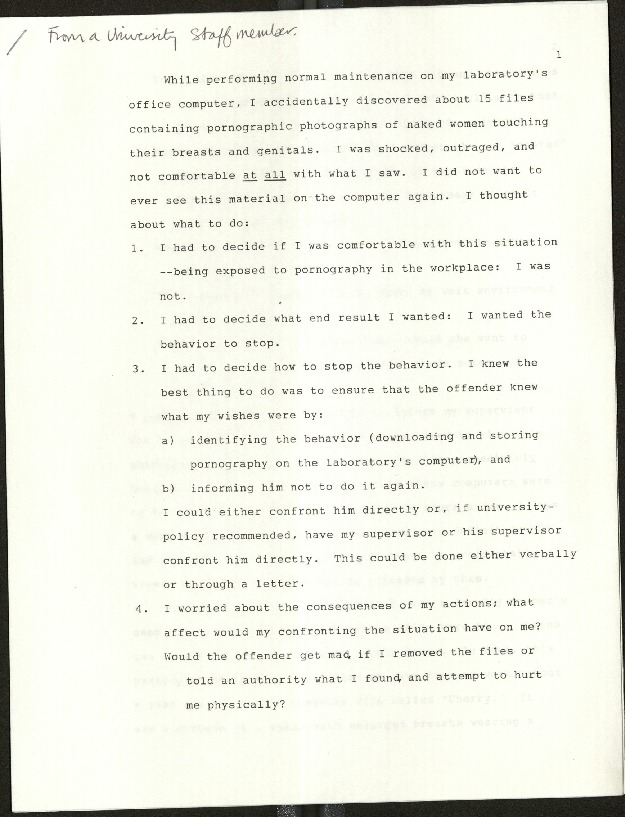 / From a University Staff member.
1
While performing normal maintenance on my laboratory's
office computer, I accidentally discovered about 15 files
containing pornographic photographs of naked women touching
their breasts and genitals.  I was shocked, outraged, and
not comfortable at all with what I saw.  I did not want to
ever see this material on the computer again.  I thought
about what to do:
1.  I had to decide if I was comfortable with this situation
--being exposed to pornography in the workplace:  I was
not.
2.  I had to decide what end result I wanted:  I wanted the
behavior to stop.
3.  I had to decide how to stop the behavior.  I knew the
best thing to do was to ensure that the offender knew
what my wishes were by:
a)  identifying the behavior (downloading and storing
pornography on the laboratory's computer), and
b)  informing him not to do it again.
I could either confront him directly or, if university-
policy recommended, have my supervisor or his supervisor
confront him directly.  This could be done either verbally
or through a letter.
4.  I worried about the consequences of my actions; what
affect would my confronting the situation have on me?
Would the offender get mad, if I removed the files or
told an authority what I found, and attempt to hurt
me physically?